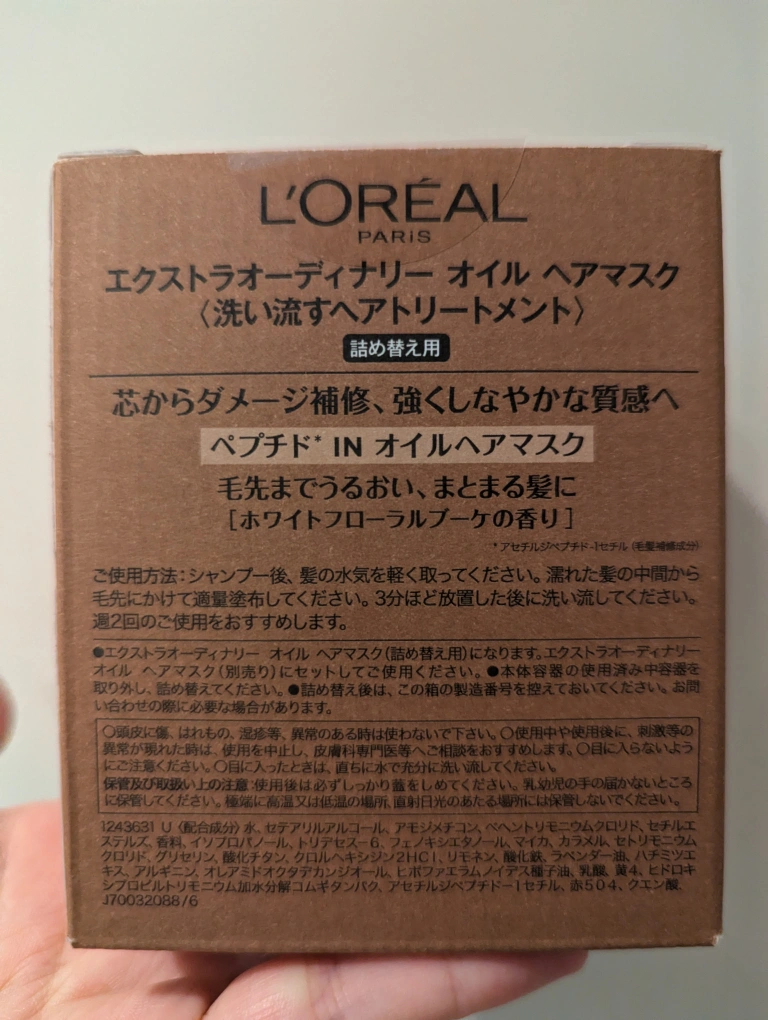 L'ORÉAL
PARIS
エクストラオーディナリー オイル ヘアマスク
〈洗い流すヘアトリートメント〉
詰め替え用
芯からダメージ補修、強くしなやかな質感へ
ペプチド* IN オイルヘアマスク
毛先までうるおい、まとまる髪に
[ホワイトフローラルブーケの香り]
*アセチルジペプチド-1セチル(毛髪補修成分)
ご使用方法:シャンプー後、髪の水気を軽く取ってください。濡れた髪の中間から
毛先にかけて適量塗布してください。3分ほど放置した後に洗い流してください。
週2回のご使用をおすすめします。
●エクストラオーディナリー オイル ヘアマスク(詰め替え用)になります。エクストラオーディナリー
オイル ヘアマスク(別売り)にセットしてご使用ください。●本体容器の使用済み中容器を
取り外し、詰め替えてください。●詰め替え後は、この箱の製造番号を控えておいてください。お問
い合わせの際に必要な場合があります。
〇頭皮に傷、はれもの、湿疹等、異常のある時は使わないで下さい。〇使用中や使用後に、刺激等の
異常が現れた時は、使用を中止し、皮膚科専門医等へご相談をおすすめします。〇目に入らないよう
にご注意ください。〇目に入ったときは、直ちに水で充分に洗い流してください。
保管及び取扱い上の注意:使用後は必ずしっかり蓋をしめてください。乳幼児の手の届かないところ
に保管してください。極端に高温又は低温の場所、直射日光のあたる場所には保管しないでください。
1243631 U 〈配合成分〉水、セテアリルアルコール、アモジメチコン、ベヘントリモニウムクロリド、セチルエ
ステルズ、香料、イソプロパノール、トリデセス-6、フェノキシエタノール、マイカ、カラメル、セトリモニウム
クロリド、グリセリン、酸化チタン、クロルヘキシジン2HCl、リモネン、酸化鉄、ラベンダー油、ハチミツエ
キス、アルギニン、オレアミドオクタデカンジオール、ヒポファエラムノイデス種子油、乳酸、黄4、ヒドロキ
シプロピルトリモニウム加水分解コムギタンパク、アセチルジペプチド-1セチル、赤504、クエン酸、
J70032088/6